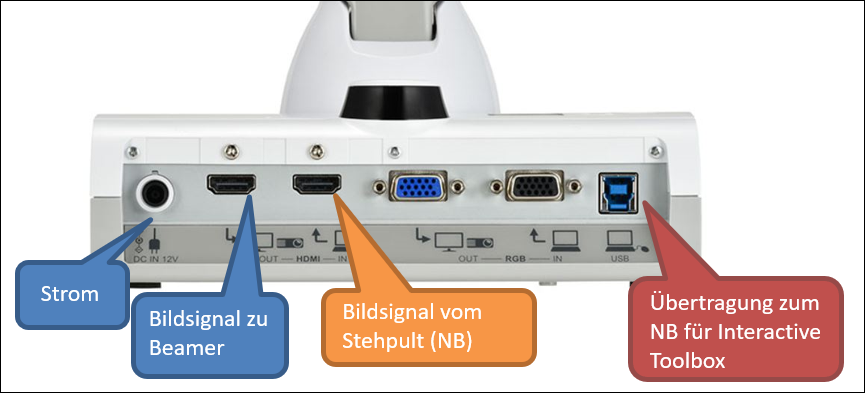 DC IN 12V
OUT — HDMI — IN
OUT — RGB — IN
USB
Strom
Bildsignal zu
Beamer
Bildsignal vom
Stehpult (NB)
Übertragung zum
NB für Interactive
Toolbox